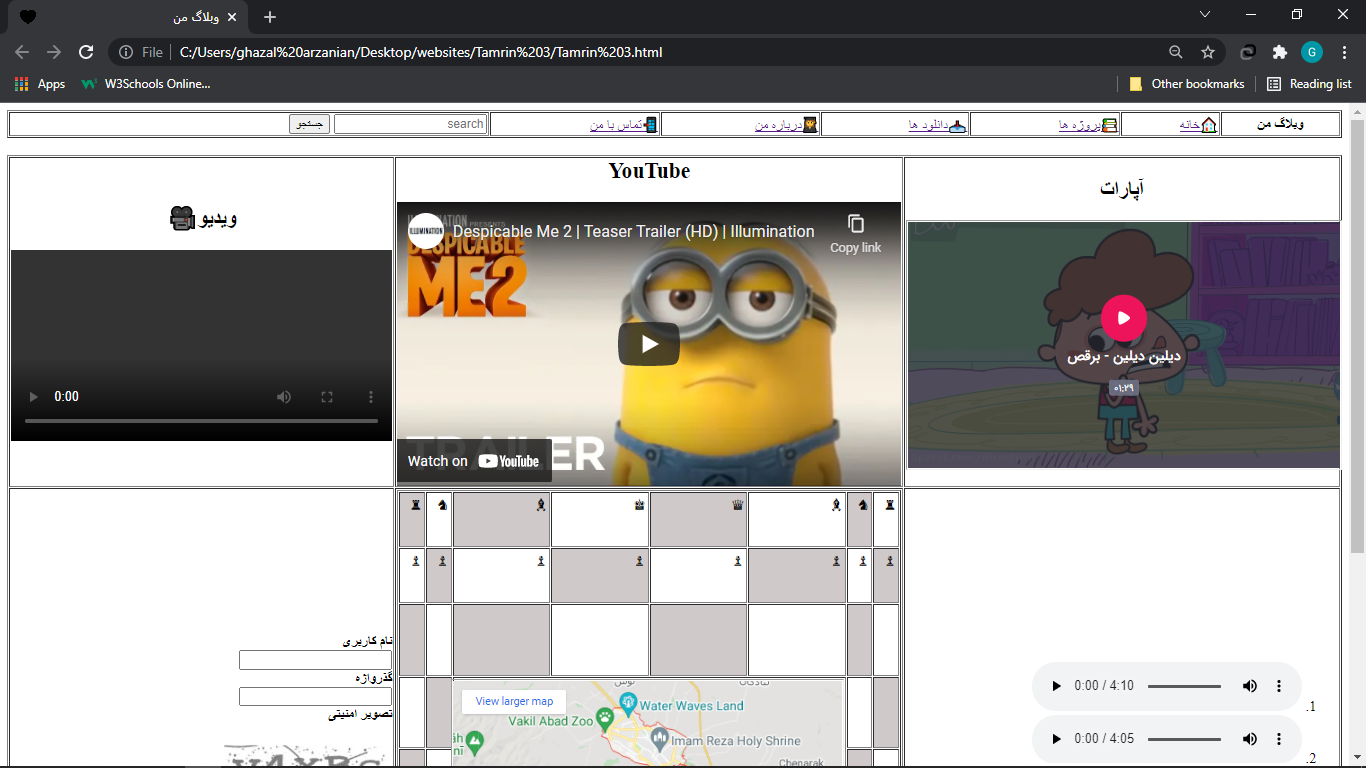 وبلاگ من
File
C:/Users/ghazal%20arzanian/Desktop/websites/Tamrin%203/Tamrin%203.html
G
Apps
W3Schools Online...
Other bookmarks
Reading list
وبلاگ من
خانه
پروژه ها
دانلود ها
درباره من
تماس با من
search
جستجو
آپارات
YouTube
ویدیو
دیلین دیلین - برقص
۰۱:۲۹
ILLUMINATION
Despicable Me 2 | Teaser Trailer (HD) | Illumination
Copy link
DESPICABLE
ME2
TRAILER
Watch on YouTube
0:00
نام کاربری
گذرواژه
تصویر امنیتی
View larger map
Water Waves Land
Vakil Abad Zoo
Imam Reza Holy Shrine
Chenarak
0:00 / 4:10
.1
0:00 / 4:05
.2